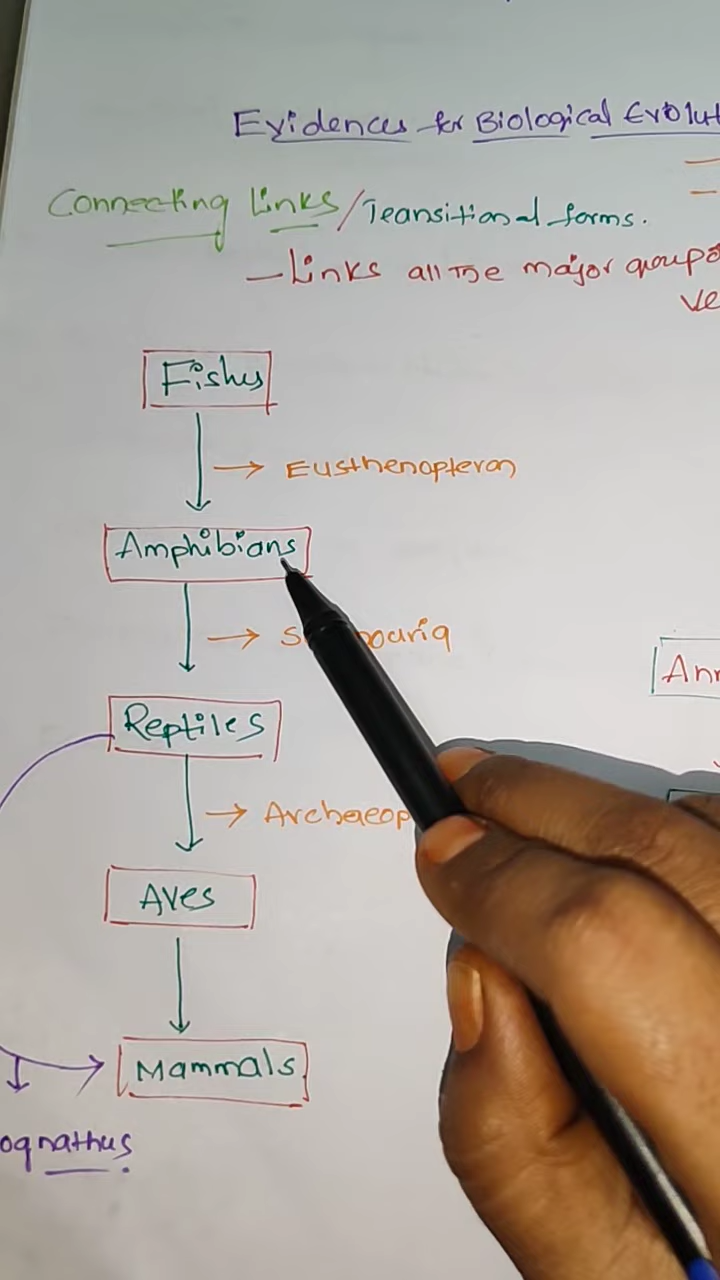 Evidences for Biological Evolut
Connecting Links/Transitional forms.
– Links all the major groups
ve
Fishes
→ Eusthenopteron
Amphibians
Reptiles
→ Archaeop
Aves
Mammals
ognathus
Ann